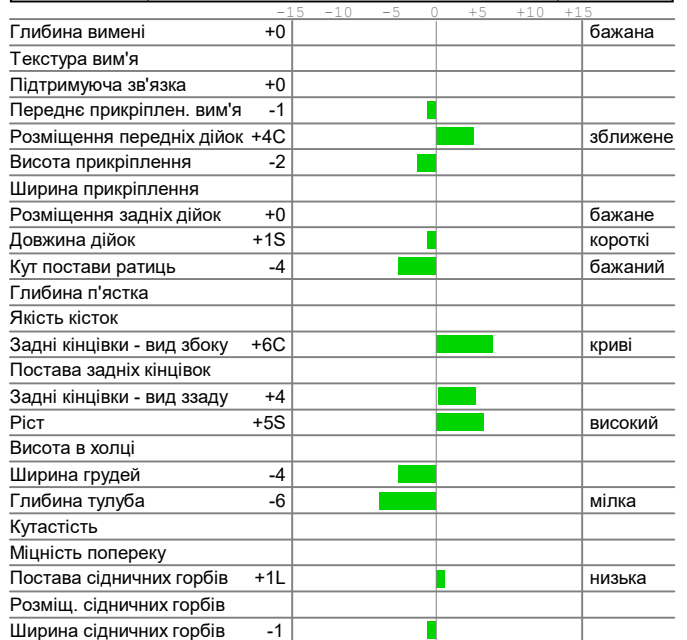 -15 -10 -5 0 +5 +10 +15
Глибина вимені +0 бажана
Текстура вим'я
Підтримуюча зв'язка +0
Переднє прикріплен. вим'я -1
Розміщення передніх дійок +4C зближене
Висота прикріплення -2
Ширина прикріплення
Розміщення задніх дійок +0 бажане
Довжина дійок +1S короткі
Кут постави ратиць -4 бажаний
Глибина п'ястка
Якість кісток
Задні кінцівки - вид збоку +6C криві
Постава задніх кінцівок
Задні кінцівки - вид ззаду +4
Ріст +5S високий
Висота в холці
Ширина грудей -4
Глибина тулуба -6 мілка
Кутастість
Міцність попереку
Постава сідничних горбів +1L низька
Розміщ. сідничних горбів
Ширина сідничних горбів -1